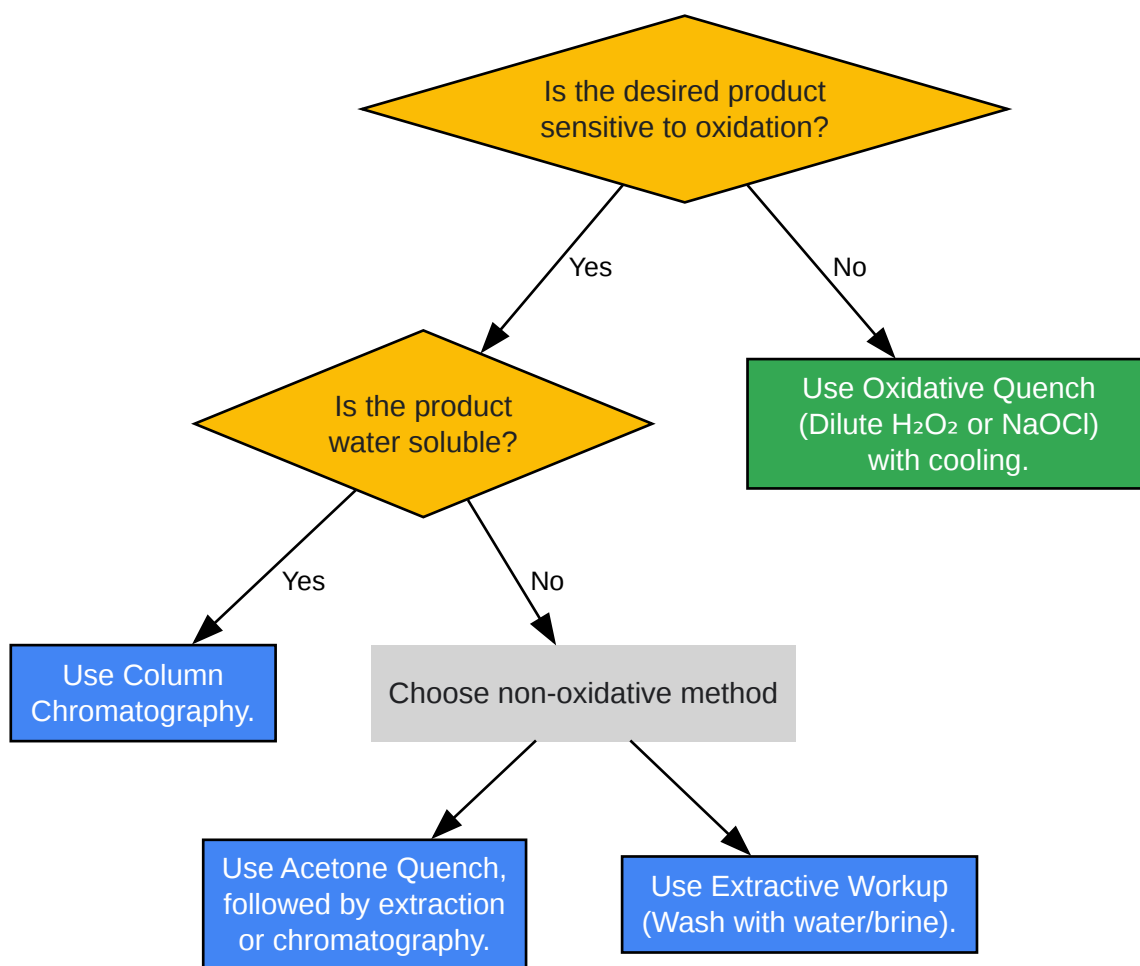 Is the desired product
sensitive to oxidation?
Yes
No
Is the product
water soluble?
Use Oxidative Quench
(Dilute H₂O₂ or NaOCl)
with cooling.
Yes
No
Use Column
Chromatography.
Choose non-oxidative method
Use Acetone Quench,
followed by extraction
or chromatography.
Use Extractive Workup
(Wash with water/brine).